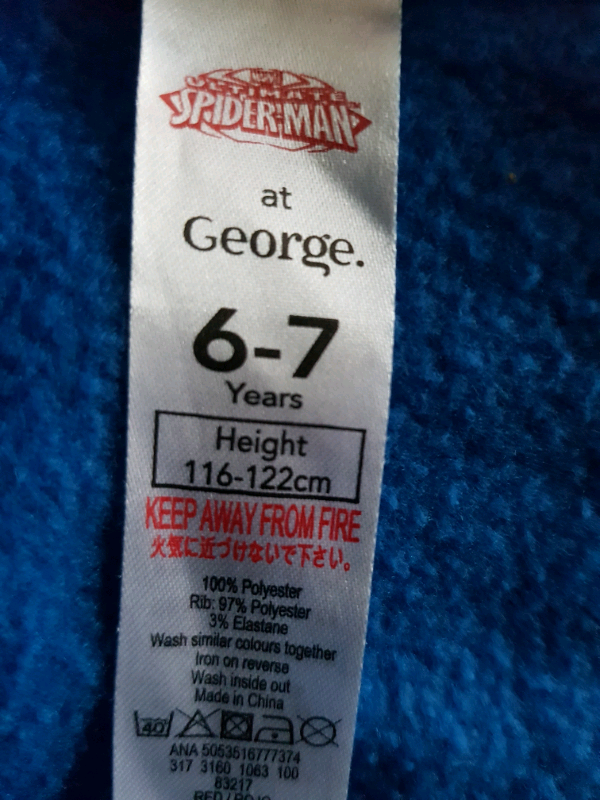 ULTIMATE
SPIDER-MAN
at
George.
6-7
Years
Height
116-122cm
KEEP AWAY FROM FIRE
火気に近づけないで下さい。
100% Polyester
Rib: 97% Polyester
3% Elastane
Wash similar colours together
Iron on reverse
Wash inside out
Made in China
40
ANA 5053516777374
317 3160 1063 100
83217